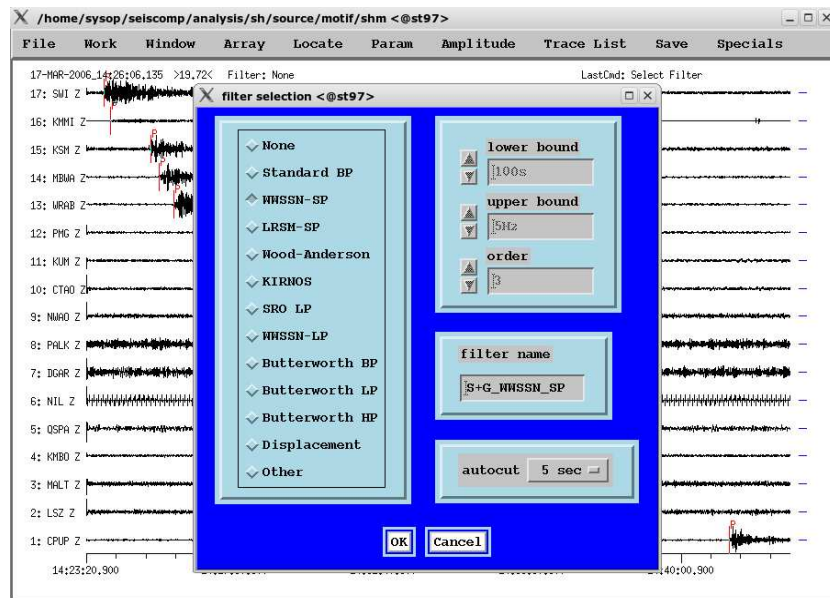 /home/sysop/seiscomp/analysis/sh/source/motif/shm <@st97>
File Work Window Array Locate Param Amplitude Trace List Save Specials
17-MAR-2006_14:26:06.135 >19.72< Filter: None LastCmd: Select Filter
17: SWI Z
16: KMMI Z
15: KSM Z
14: MBWA Z
13: WRAB Z
12: PMG Z
11: KUM Z
10: CTAO Z
9: NWAO Z
8: PALK Z
7: DGAR Z
6: NIL Z
5: QSPA Z
4: KMBO Z
3: MALT Z
2: LSZ Z
1: CPUP Z
P
P
P
14:23:20.900
:40:00.900
filter selection <@st97>
None
Standard BP
WWSSN-SP
LRSM-SP
Wood-Anderson
KIRNOS
SRO LP
WWSSN-LP
Butterworth BP
Butterworth LP
Butterworth HP
Displacement
Other
lower bound
100s
upper bound
5Hz
order
3
filter name
S+G_WWSSN_SP
autocut 5 sec
OK Cancel